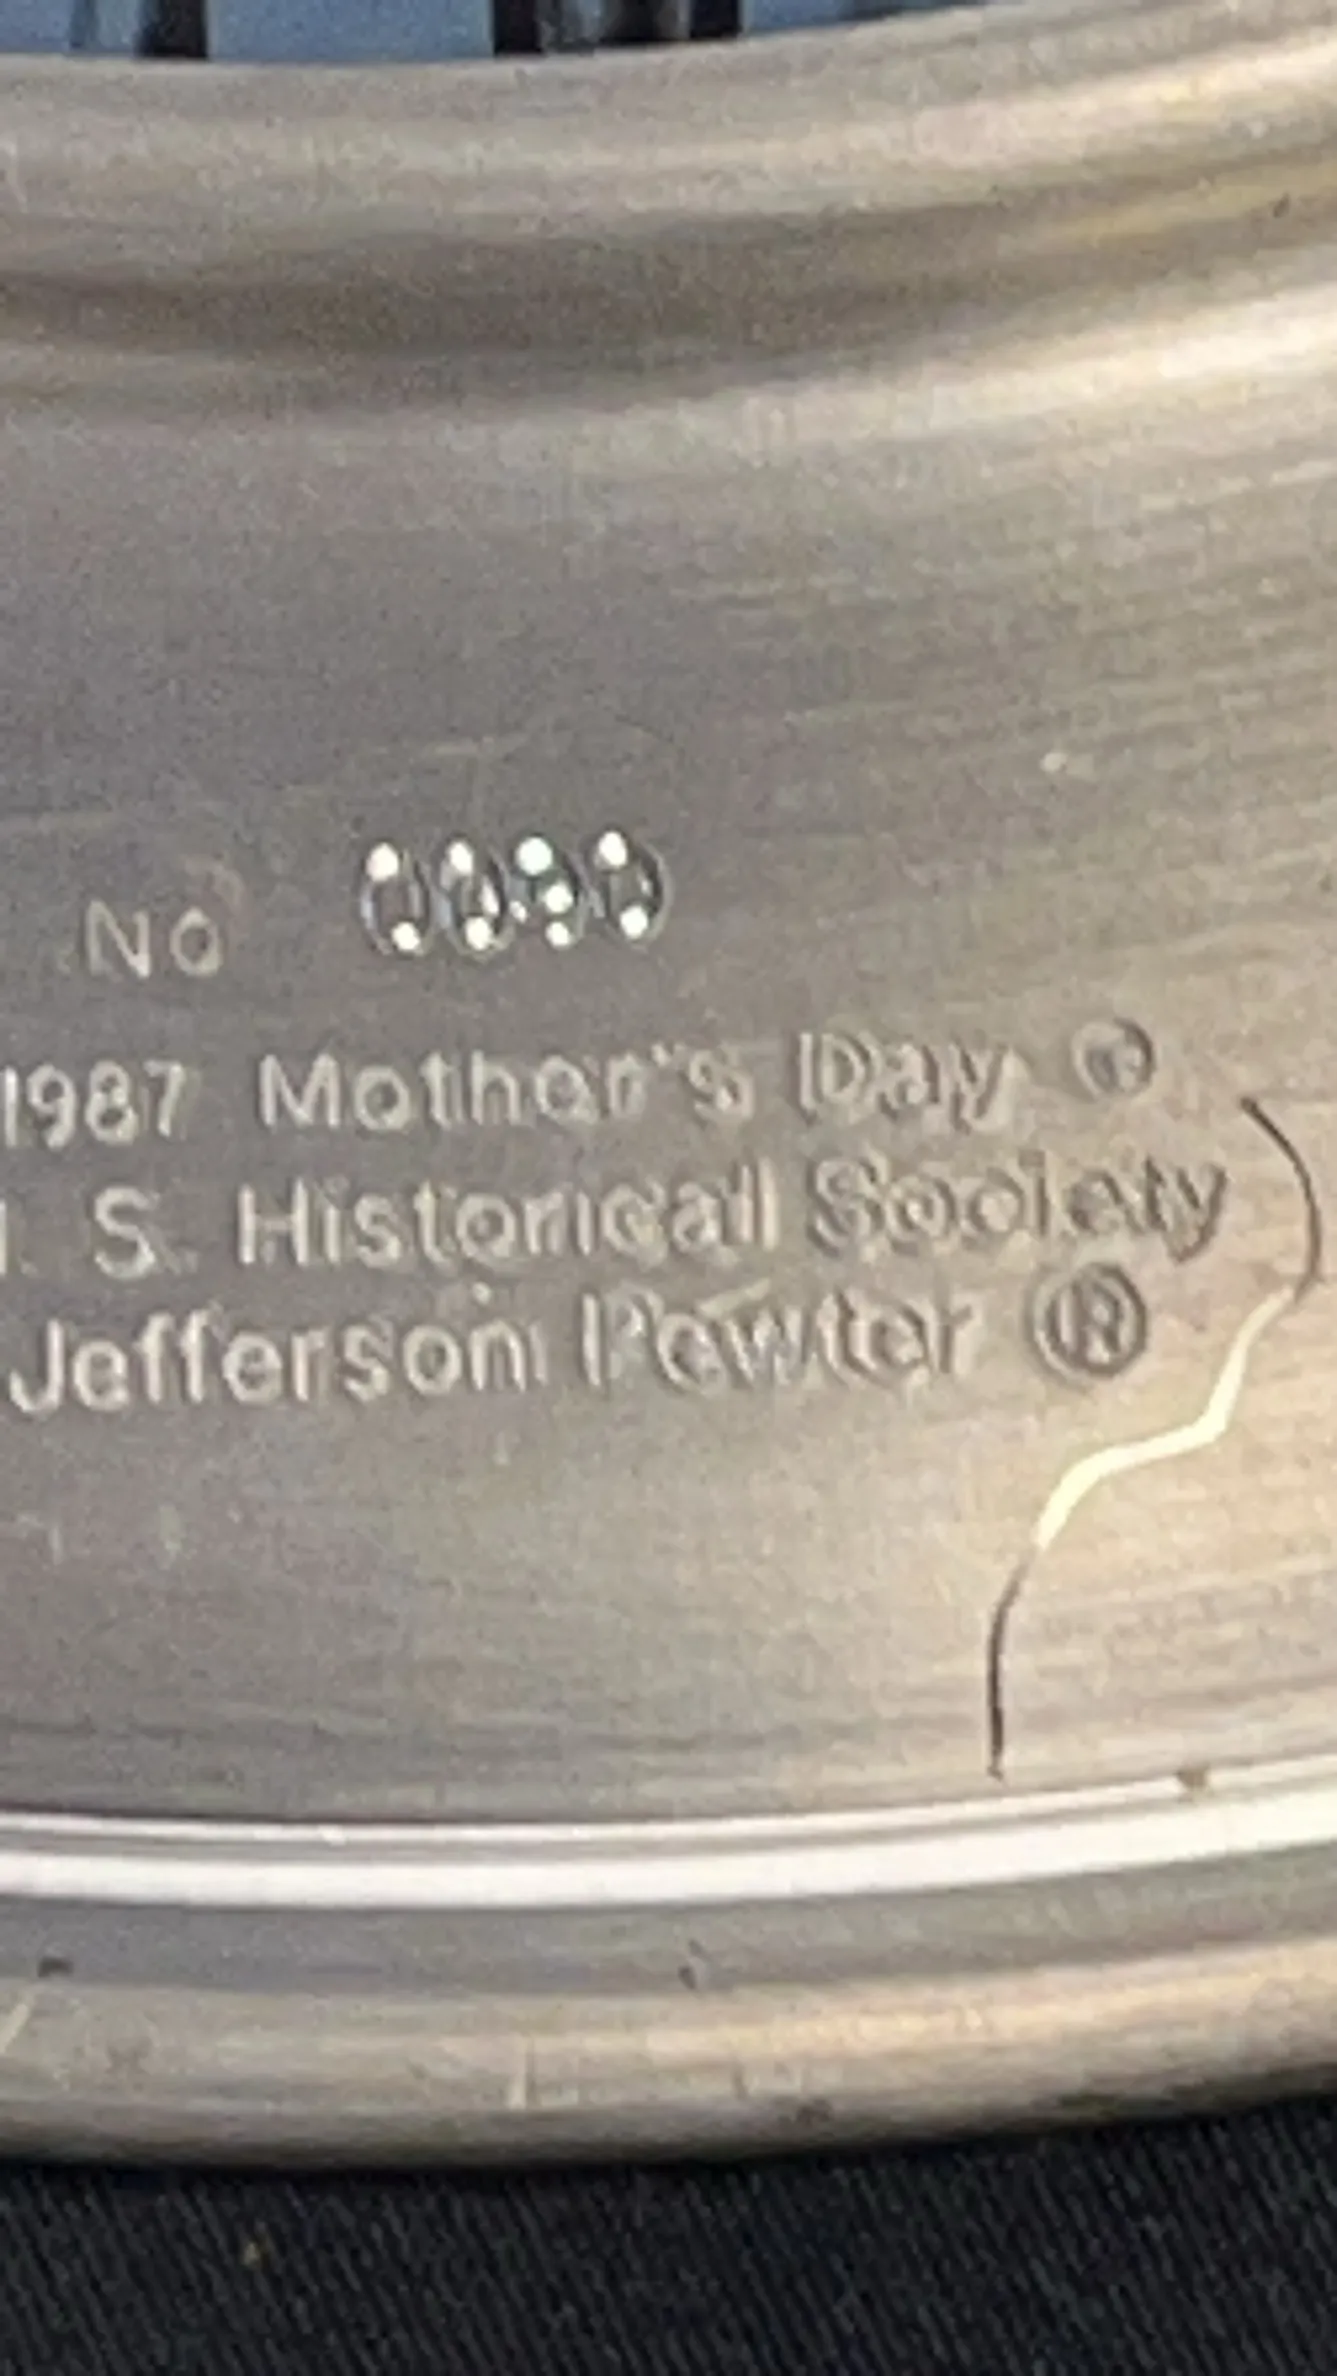 No
1987 Mother's Day ©
S. Historical Society
Jefferson Pewter ®